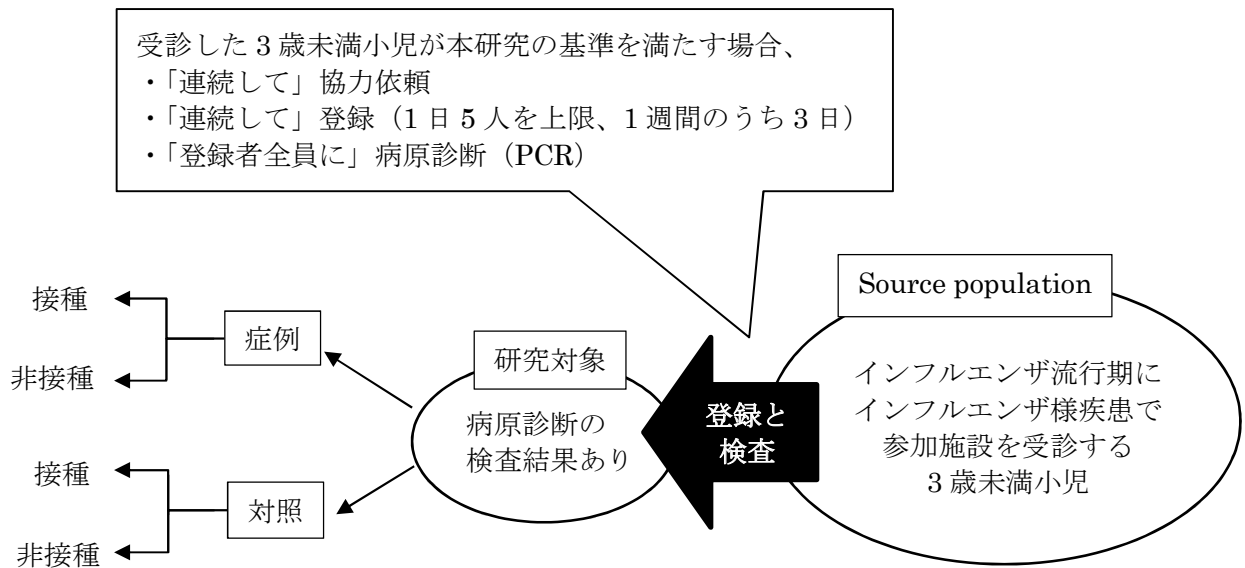 受診した 3 歳未満小児が本研究の基準を満たす場合、
・「連続して」協力依頼
・「連続して」登録（1 日 5 人を上限、1 週間のうち 3 日）
・「登録者全員に」病原診断（PCR）
Source population
インフルエンザ流行期に
インフルエンザ様疾患で
参加施設を受診する
3 歳未満小児
登録と
検査
研究対象
病原診断の
検査結果あり
症例
接種
非接種
対照
接種
非接種